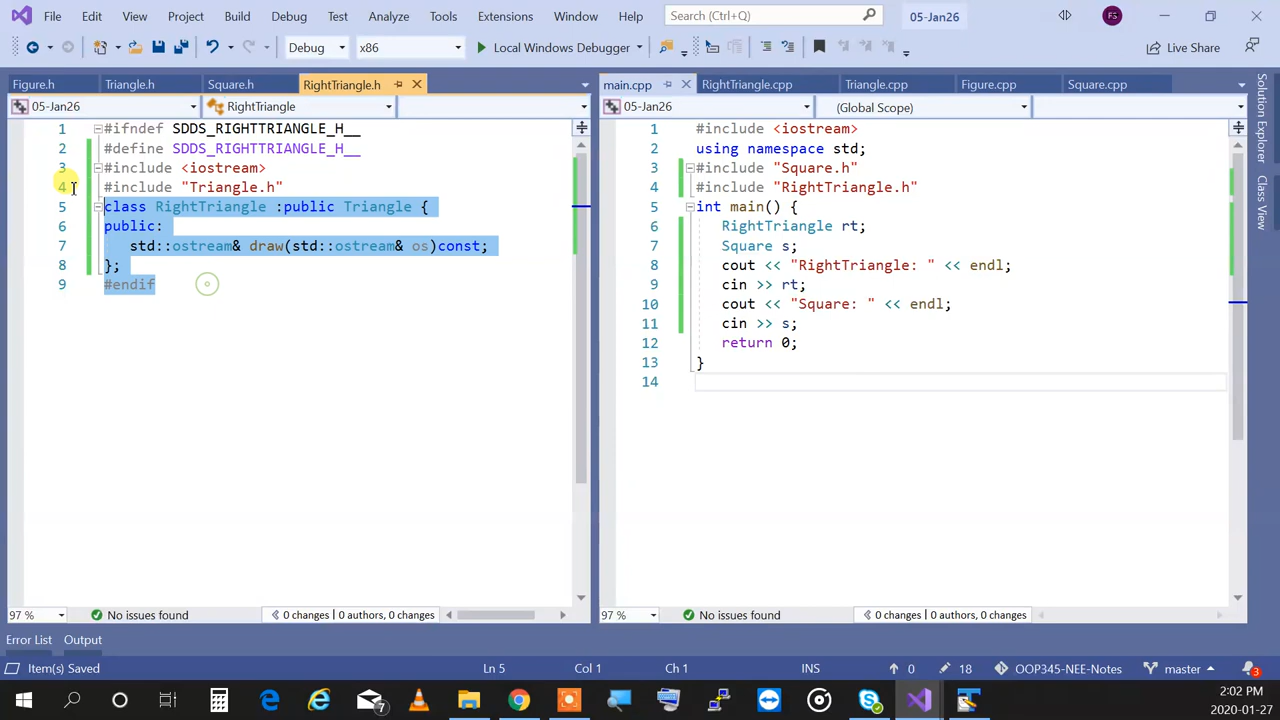 File Edit View Project Build Debug Test Analyze Tools Extensions Window Help Search (Ctrl+Q) 05-Jan26 FS
Debug x86 Local Windows Debugger Live Share
Figure.h Triangle.h Square.h RightTriangle.h main.cpp RightTriangle.cpp Triangle.cpp Figure.cpp Square.cpp
05-Jan26 RightTriangle 05-Jan26 (Global Scope)
1 #ifndef SDDS_RIGHTTRIANGLE_H__
2 #define SDDS_RIGHTTRIANGLE_H__
3 #include <iostream>
4 #include "Triangle.h"
5 class RightTriangle :public Triangle {
6 public:
7 std::ostream& draw(std::ostream& os)const;
8 };
9 #endif
1 #include <iostream>
2 using namespace std;
3 #include "Square.h"
4 #include "RightTriangle.h"
5 int main() {
6 RightTriangle rt;
7 Square s;
8 cout << "RightTriangle: " << endl;
9 cin >> rt;
10 cout << "Square: " << endl;
11 cin >> s;
12 return 0;
13 }
14
Solution Explorer
Class View
97 % No issues found 0 changes | 0 authors, 0 changes
97 % No issues found 0 changes | 0 authors, 0 changes
Error List Output
Item(s) Saved Ln 5 Col 1 Ch 1 INS 0 18 OOP345-NEE-Notes master 3
7
2:02 PM
2020-01-27